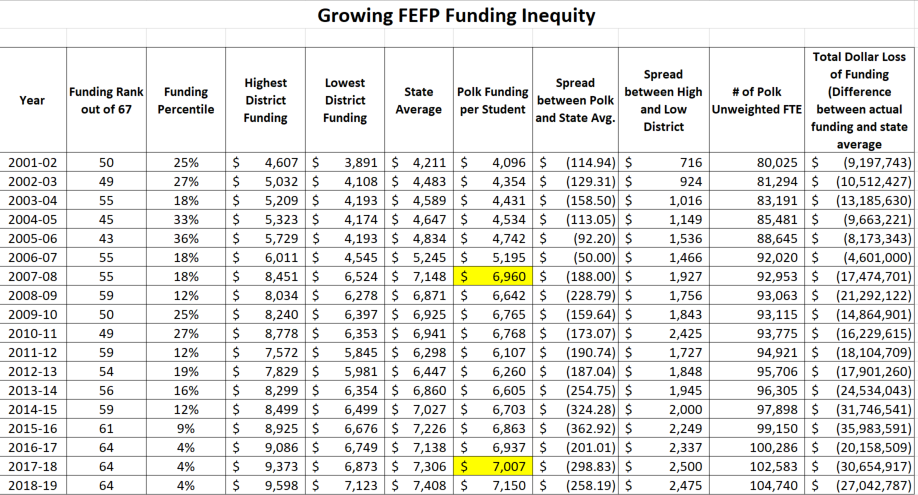 Growing FEFP Funding Inequity
Year
Funding Rank
out of 67
Funding
Percentile
Highest
District
Funding
Lowest
District
Funding
State
Average
Polk Funding
per Student
Spread
between Polk
and State Avg.
Spread
between High
and Low
District
# of Polk
Unweighted FTE
Total Dollar Loss
of Funding
(Difference
between actual
funding and state
average
2001-02 50 25% $ 4,607 $ 3,891 $ 4,211 $ 4,096 $ (114.94) $ 716 80,025 $ (9,197,743)
2002-03 49 27% $ 5,032 $ 4,108 $ 4,483 $ 4,354 $ (129.31) $ 924 81,294 $ (10,512,427)
2003-04 55 18% $ 5,209 $ 4,193 $ 4,589 $ 4,431 $ (158.50) $ 1,016 83,191 $ (13,185,630)
2004-05 45 33% $ 5,323 $ 4,174 $ 4,647 $ 4,534 $ (113.05) $ 1,149 85,481 $ (9,663,221)
2005-06 43 36% $ 5,729 $ 4,193 $ 4,834 $ 4,742 $ (92.20) $ 1,536 88,645 $ (8,173,343)
2006-07 55 18% $ 6,011 $ 4,545 $ 5,245 $ 5,195 $ (50.00) $ 1,466 92,020 $ (4,601,000)
2007-08 55 18% $ 8,451 $ 6,524 $ 7,148 $ 6,960 $ (188.00) $ 1,927 92,953 $ (17,474,701)
2008-09 59 12% $ 8,034 $ 6,278 $ 6,871 $ 6,642 $ (228.79) $ 1,756 93,063 $ (21,292,122)
2009-10 50 25% $ 8,240 $ 6,397 $ 6,925 $ 6,765 $ (159.64) $ 1,843 93,115 $ (14,864,901)
2010-11 49 27% $ 8,778 $ 6,353 $ 6,941 $ 6,768 $ (173.07) $ 2,425 93,775 $ (16,229,615)
2011-12 59 12% $ 7,572 $ 5,845 $ 6,298 $ 6,107 $ (190.74) $ 1,727 94,921 $ (18,104,709)
2012-13 54 19% $ 7,829 $ 5,981 $ 6,447 $ 6,260 $ (187.04) $ 1,848 95,706 $ (17,901,260)
2013-14 56 16% $ 8,299 $ 6,354 $ 6,860 $ 6,605 $ (254.75) $ 1,945 96,305 $ (24,534,043)
2014-15 59 12% $ 8,499 $ 6,499 $ 7,027 $ 6,703 $ (324.28) $ 2,000 97,898 $ (31,746,541)
2015-16 61 9% $ 8,925 $ 6,676 $ 7,226 $ 6,863 $ (362.92) $ 2,249 99,150 $ (35,983,591)
2016-17 64 4% $ 9,086 $ 6,749 $ 7,138 $ 6,937 $ (201.01) $ 2,337 100,286 $ (20,158,509)
2017-18 64 4% $ 9,373 $ 6,873 $ 7,306 $ 7,007 $ (298.83) $ 2,500 102,583 $ (30,654,917)
2018-19 64 4% $ 9,598 $ 7,123 $ 7,408 $ 7,150 $ (258.19) $ 2,475 104,740 $ (27,042,787)